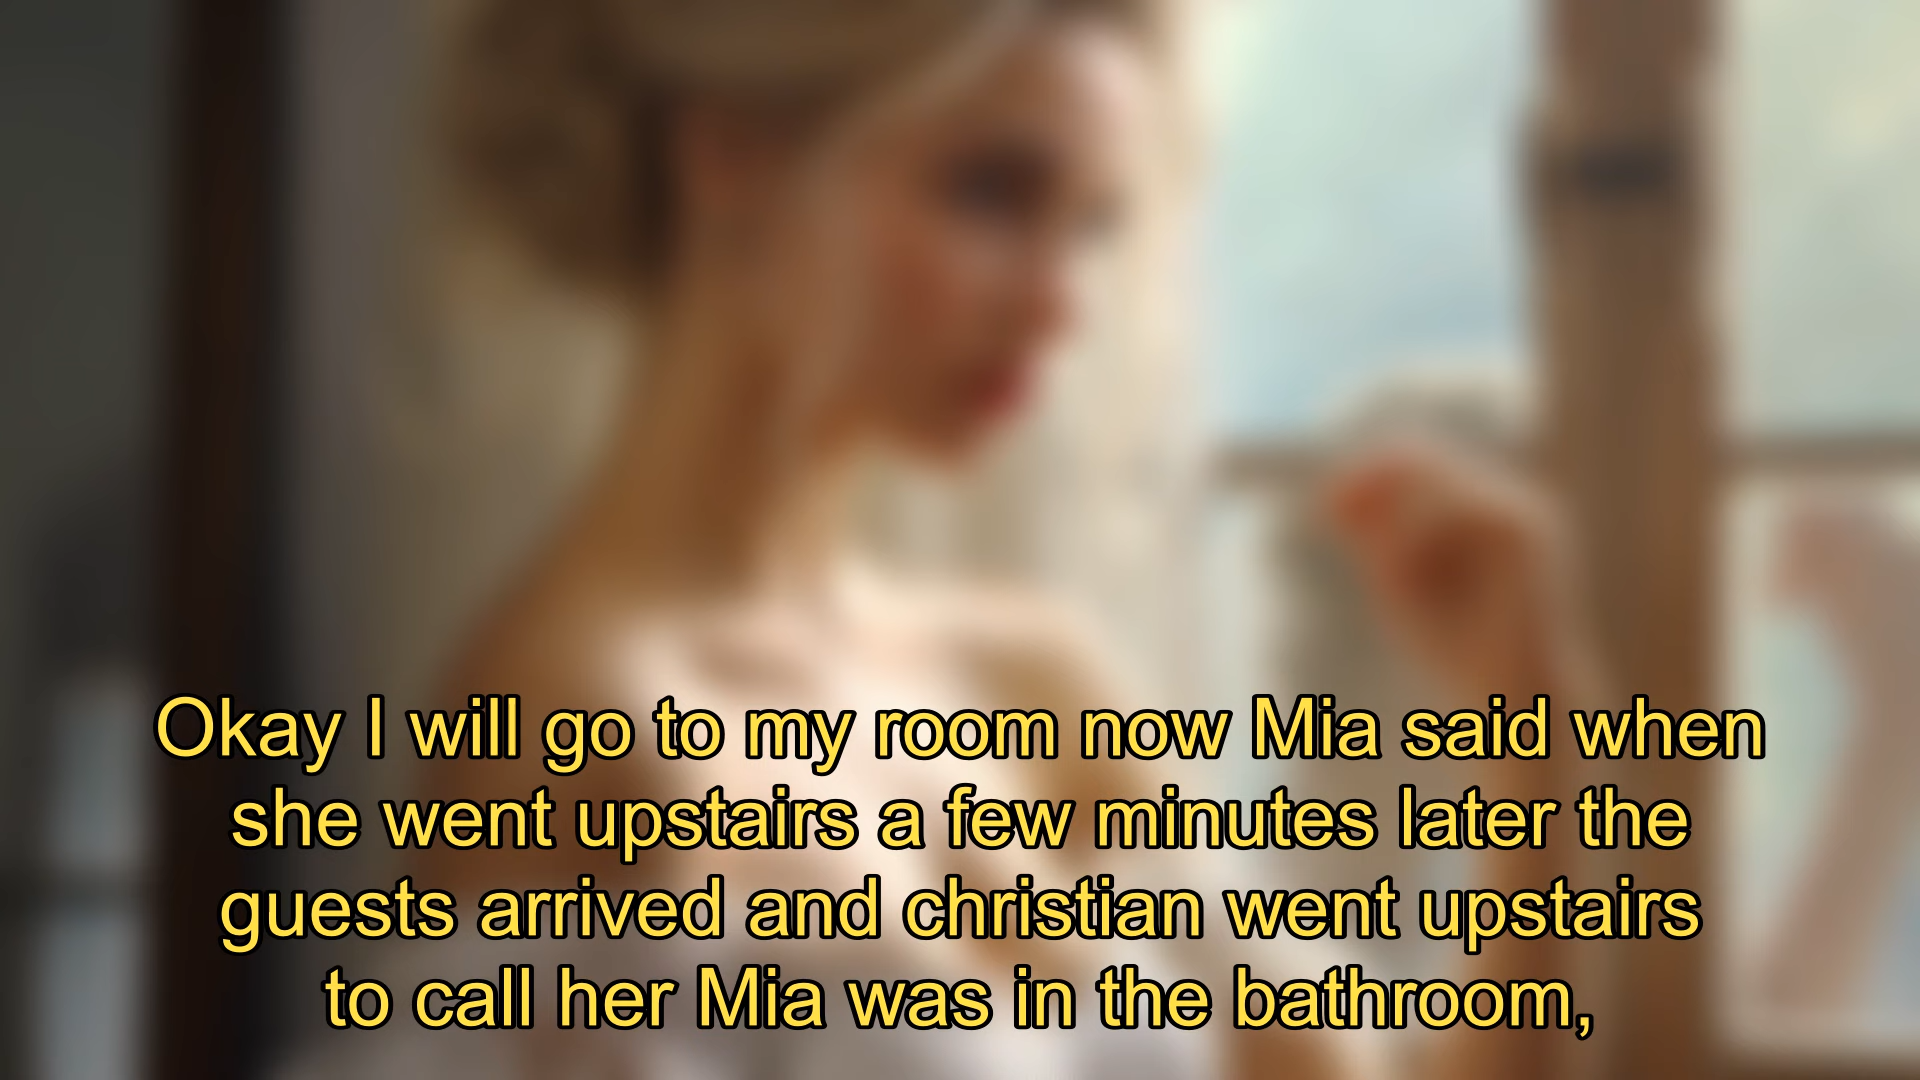 Okay I will go to my room now Mia said when
she went upstairs a few minutes later the
guests arrived and christian went upstairs
to call her Mia was in the bathroom,